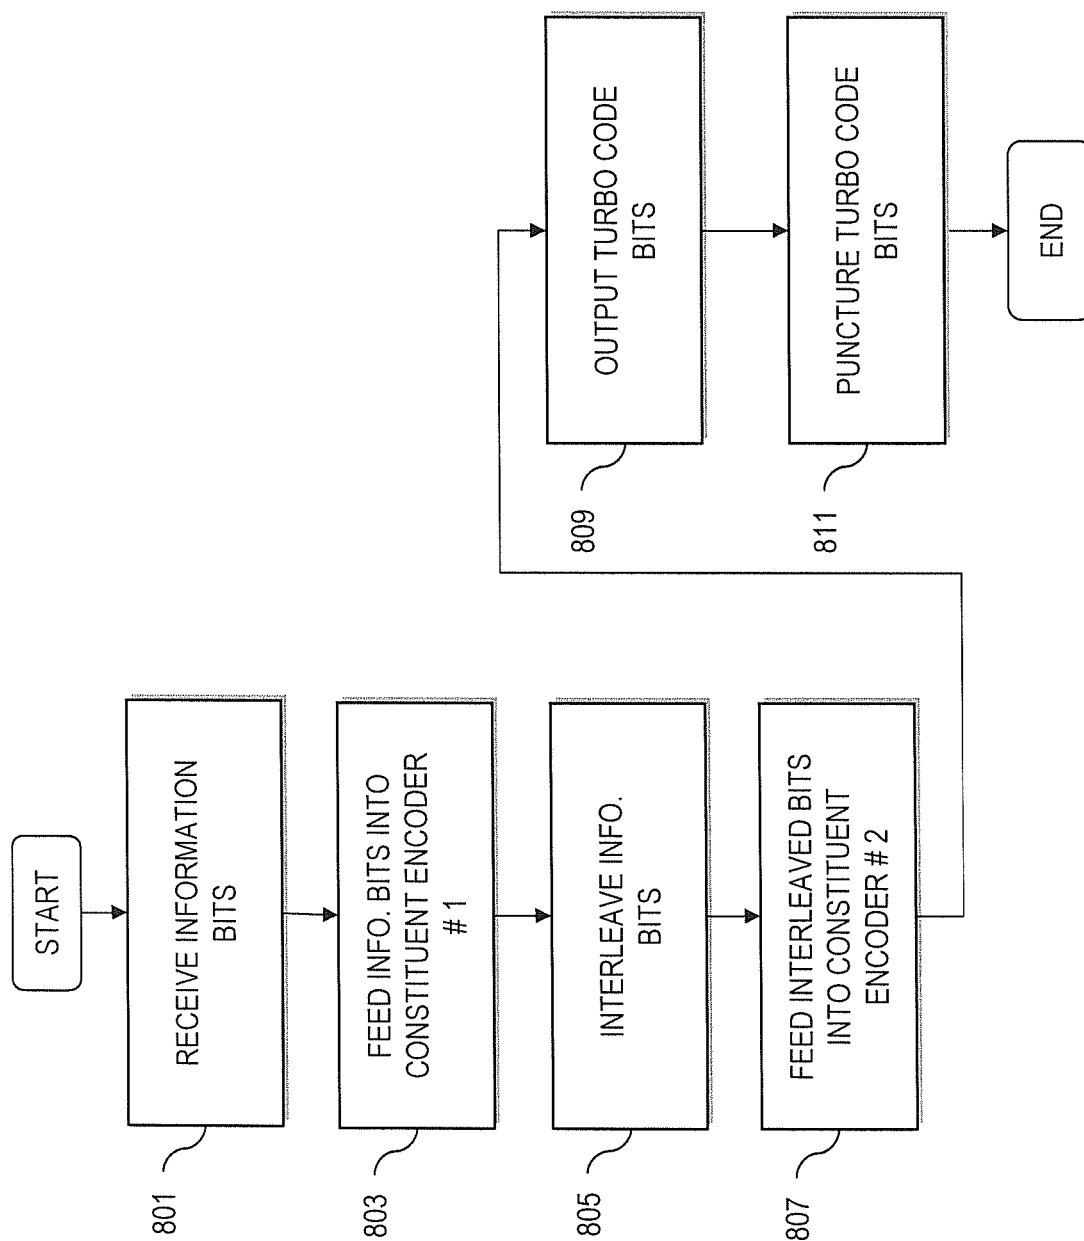 START
RECEIVE INFORMATION
BITS
801
FEED INFO. BITS INTO
CONSTITUENT ENCODER
# 1
803
INTERLEAVE INFO.
BITS
805
FEED INTERLEAVED BITS
INTO CONSTITUENT
ENCODER # 2
807
OUTPUT TURBO CODE
BITS
809
PUNCTURE TURBO CODE
BITS
811
END